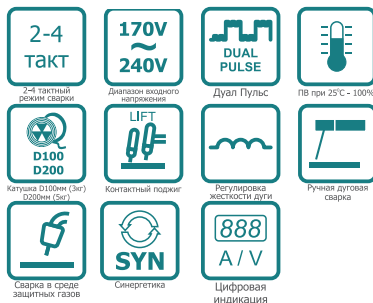 2-4
такт
2-4 тактный
режим сварки
170V
~
240V
Диапазон входного
напряжения
DUAL
PULSE
Дуал Пульс
ПВ при 25°С - 100%
D100
D200
Катушка D100мм (3кг)
D200мм (5кг)
LIFT
Контактный поджиг
Регулировка
жесткости дуги
Ручная дуговая
сварка
Сварка в среде
защитных газов
SYN
Синергетика
888
A / V
Цифровая
индикация